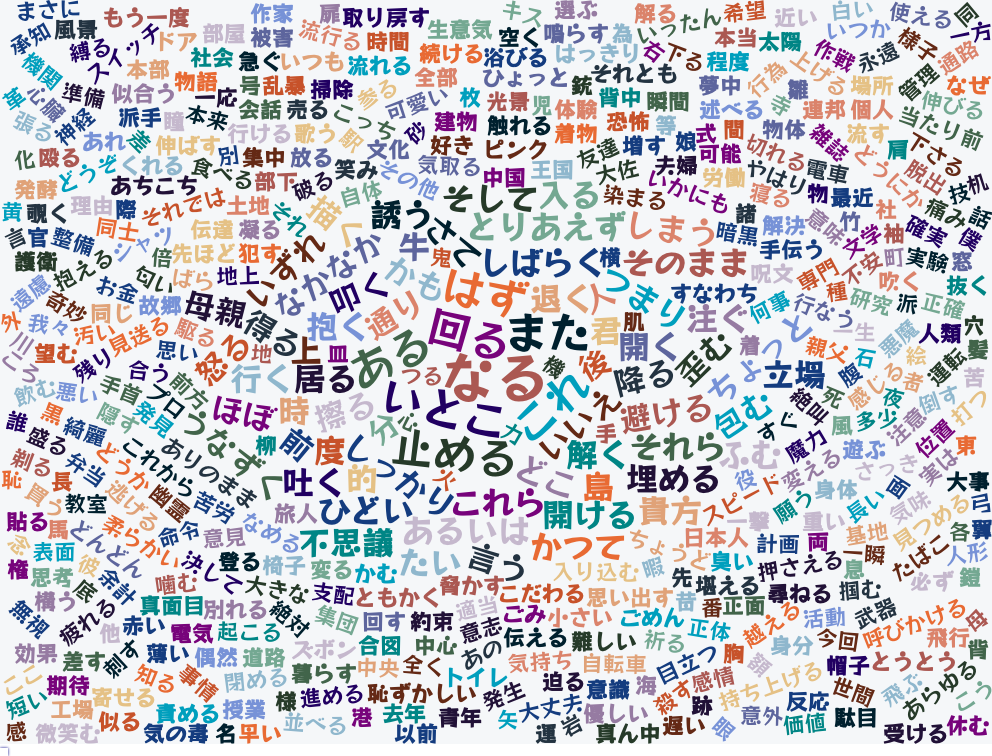 まさに もう一度 作家 扉 取り戻す 生意気 キス 選ぶ 解る ったん 希望 近い 白い 使える 同 一方
承知 風景 縛る スイッチ ドア 部屋 被害 流行る 時間 空く 鳴らす 為 右 下る 本当 太陽 いつか 様子 通路
機関 本部 社会 急ぐ いつも 流れる 続ける 浴びる はっきり それとも 程度 作戦 永遠 管理 なぜ
革 心臓 準備 似合う 物語 号 乱暴 掃除 全部 ひょっと 銃 背中 瞬間 夢中 行為 上げる 場所 伸びる
張る 神経 派手 瞳 一応 本来 会話 売る こっち 参る 可愛い 枚 光景 児 体験 恐怖 等 述べる 寺 雛 連邦 個人 当たり前
あれ 差 伸ばす 行ける 歌う 駅 文化 砂 建物 触れる 着物 増す 娘 式 間 物体 雑誌 流す 肩 下さる
化 殴る どうぞ くれる 食べる 別 集中 放る 笑み その他 好き ピンク 気取る 友達 大佐 夫婦 可能 切れる 電車 どうにか 脱出
発酵 あちこち 部下 破る 自体 中国 王国 染まる いかにも 労働 寝る やはり 物 最近 技 机
黄 覗く 理由 際 それでは 土地 それ 描く 誘う さて そして 入る しまう 諸 暗黒 解決 意味 竹 社 痛み 話
言 官 整備 同士 シャツ 伝達 凝る 牛 鬼 とりあえず 手伝う 文学 袖 確実 僕
護衛 抱える 倍 先ほど 犯す いずれ なかなか かも しばらく 横 そのまま 呪文 専門 不安 町 実験 窓
遠慮 お金 匂い ばら 地上 叩く はず 退く 人 つまり すなわち 何事 種 吹く 抜く
奇妙 同じ 故郷 母親 得る 抱く 通り 回る また 君 肌 注ぐ 行なう 研究 派 正確
外 我々 汚い 見送る 駆る 地 上 皿 ある なる 機 開く 歪む 着 つと 一生 悪魔 人類 穴
川 望む 残り 思い 怒る 行く 居る つる 後 降る 親父 石 絵 運転 髪
ころ 飲む 悪い 合う 前方 いとこ これ いいえ 避ける ちょっと 立場 腹 感じる 者 苦
手首 プロ うなずく ほぼ 時 擦る 分 心 力 手 包む すぐ 絶叫 死 夜 倒す 打つ
誰 黒 綺麗 隠す 発見 柳 前 度 止める 解く それら 魔力 風 多少 注意 位置 東
盛る 弁当 どうか これから ありのまま 吐く 的 しっかり 火 どこ 埋める ふむ 役 変える 遊ぶ さっき 実は
恥 剃る 長 逃げる 幽霊 苦労 旅人 ひどい これら 島 開ける 貴方 スピード 願う 身体 長い 画 気味 大事
買う 教室 柔らかい 命令 なめる あるいは 日本人 一撃 重い 見つめる 弓
貼る 馬 どんどん 意見 不思議 かつて ちょうど 計画 両 基地 各 翼
念 表面 彼 余計 決して 登る 椅子 変る たい 言う 入り込む 暇 臭い 押さえる 一瞬 たばこ 人形
権 思考 底 噛む 大きな かむ 脅かす こだわる 思い出す 昔 先 堪える 尋ねる 掴む 息 必ず 鎧
構う 疲れる 真面目 別れる 絶対 支配 ともかく 適当 ごみ 小さい ごめん 番 正面 武器
無視 他 赤い 電気 起こる 集団 回す 約束 意志 伝える 難しい 祈る 正体 越える 活動 呼びかける 母
効果 差す 刺す 薄い 偶然 道路 ズボン 合図 中心 あの 気持ち 自転車 目立つ 胸 身分 今回 飛行 背
ここ 期待 知る 事情 閉める 暮らす 中央 全く トイレ 迫る 意識 海 殺す 感情 額 持ち上げる 帽子 とうとう あらゆる
短い 工場 寄せる 責める 授業 様 進める 恥ずかしい 発生 大丈夫 優しい 跡 意外 反応 世間 飛ぶ こう
感 微笑む 似る 気の毒 名 早い 並べる 港 去年 以前 青年 矢 運 岩 真ん中 遅い 眼 価値 駄目 受ける 休む